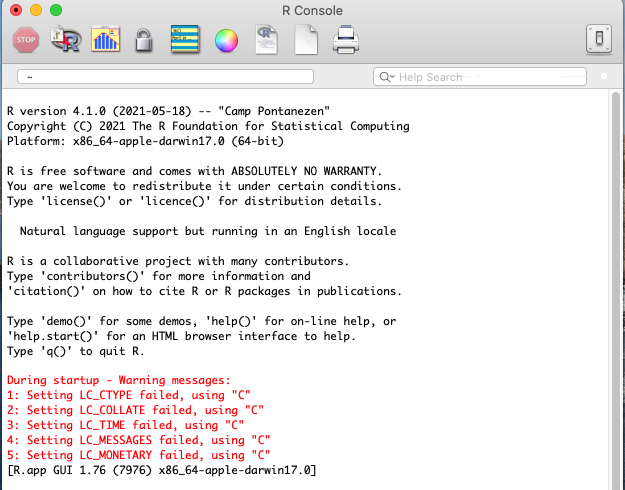 R Console
STOP
~
Help Search
R version 4.1.0 (2021-05-18) -- "Camp Pontanezen"
Copyright (C) 2021 The R Foundation for Statistical Computing
Platform: x86_64-apple-darwin17.0 (64-bit)
R is free software and comes with ABSOLUTELY NO WARRANTY.
You are welcome to redistribute it under certain conditions.
Type 'license()' or 'licence()' for distribution details.
Natural language support but running in an English locale
R is a collaborative project with many contributors.
Type 'contributors()' for more information and
'citation()' on how to cite R or R packages in publications.
Type 'demo()' for some demos, 'help()' for on-line help, or
'help.start()' for an HTML browser interface to help.
Type 'q()' to quit R.
During startup - Warning messages:
1: Setting LC_CTYPE failed, using "C"
2: Setting LC_COLLATE failed, using "C"
3: Setting LC_TIME failed, using "C"
4: Setting LC_MESSAGES failed, using "C"
5: Setting LC_MONETARY failed, using "C"
[R.app GUI 1.76 (7976) x86_64-apple-darwin17.0]